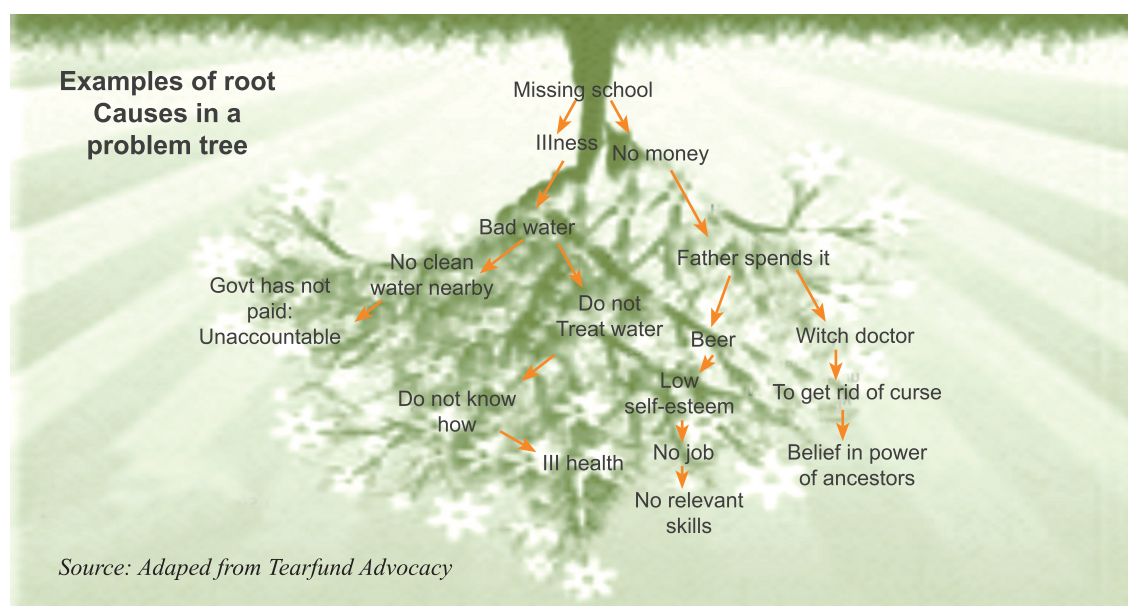 Examples of root
Causes in a
problem tree
Missing school
IIIness
No money
Bad water
Father spends it
No clean
water nearby
Govt has not
paid:
Unaccountable
Do not
Treat water
Beer
Witch doctor
Low
self-esteem
To get rid of curse
Do not know
how
No job
Belief in power
of ancestors
III health
No relevant
skills
Source: Adaped from Tearfund Advocacy